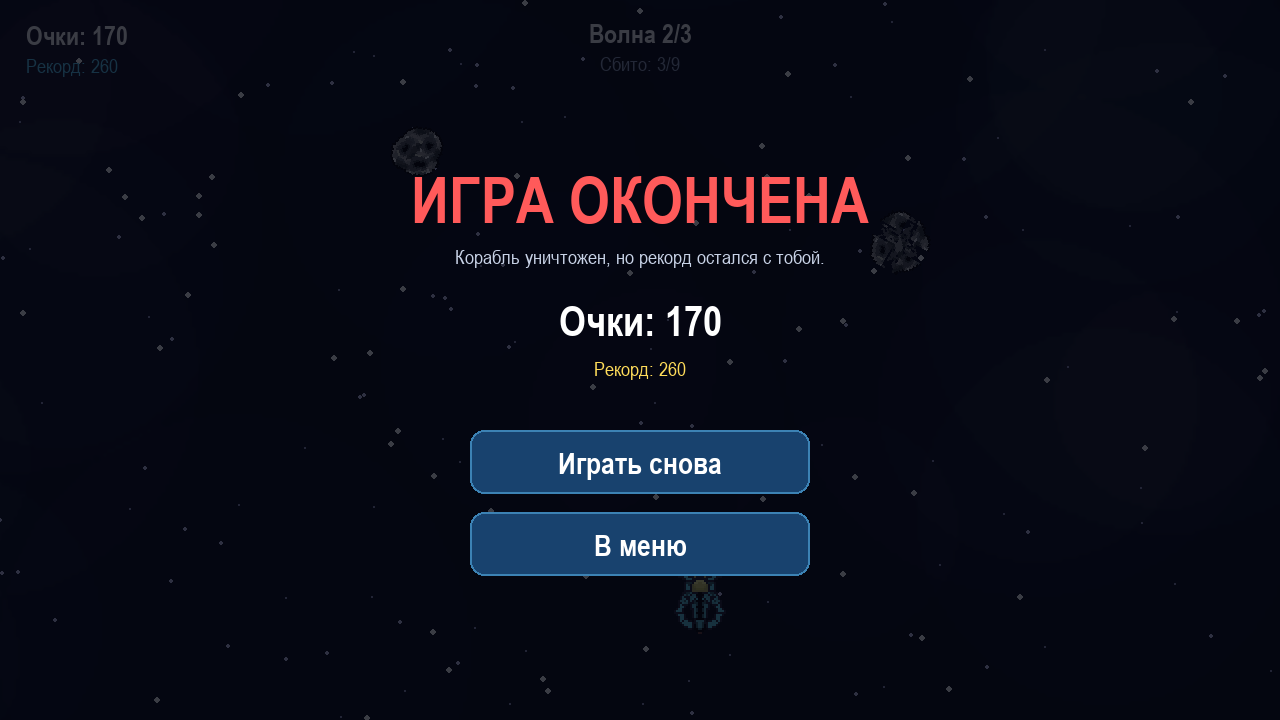 Очки: 170
Рекорд: 260
Волна 2/3
Сбито: 3/9
ИГРА ОКОНЧЕНА
Корабль уничтожен, но рекорд остался с тобой.
Очки: 170
Рекорд: 260
Играть снова
В меню